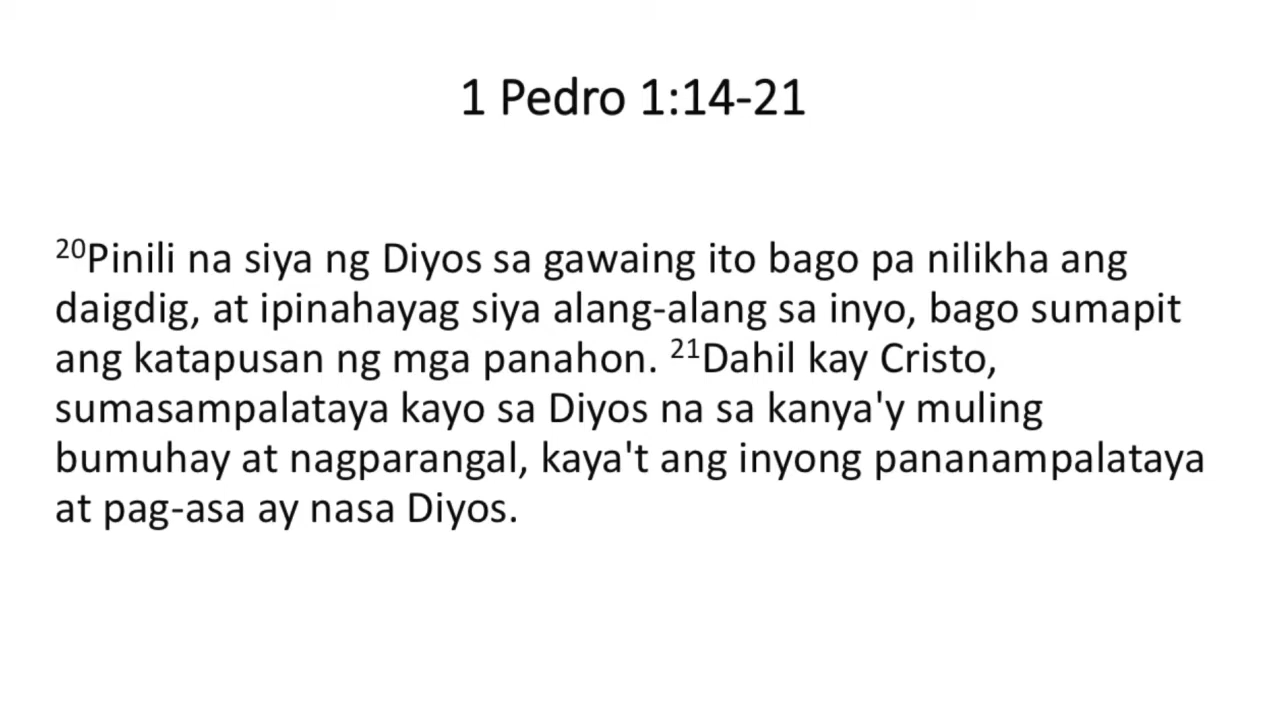 1 Pedro 1:14-21
20Pinili na siya ng Diyos sa gawaing ito bago pa nilikha ang
daigdig, at ipinahayag siya alang-alang sa inyo, bago sumapit
ang katapusan ng mga panahon. 21Dahil kay Cristo,
sumasampalataya kayo sa Diyos na sa kanya'y muling
bumuhay at nagparangal, kaya't ang inyong pananampalataya
at pag-asa ay nasa Diyos.